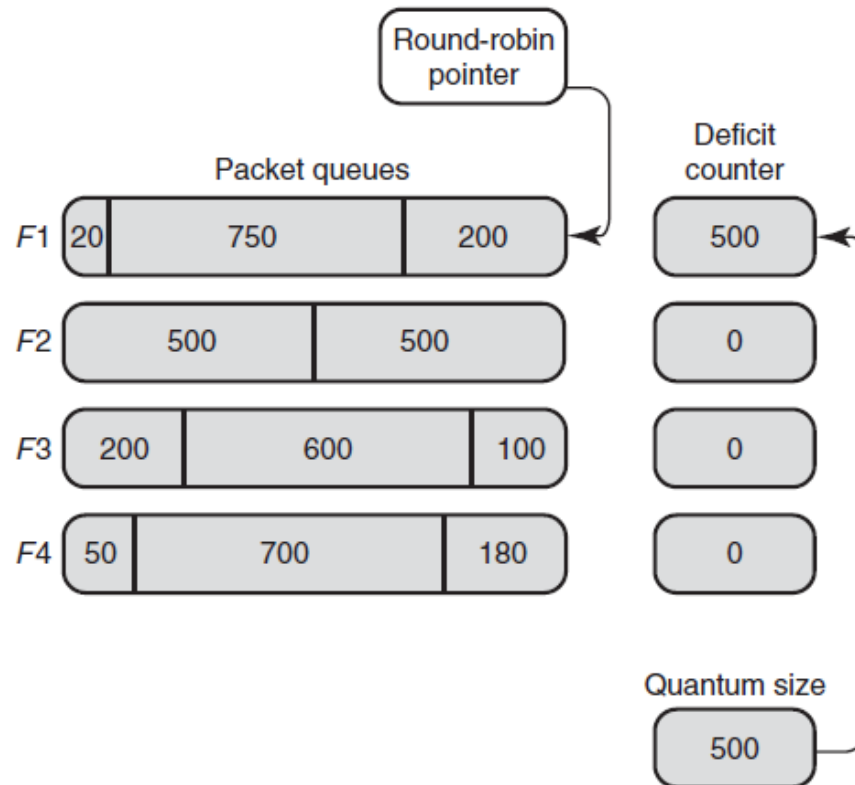 Round-robin
pointer
Packet queues
Deficit
counter
F1 20 750 200 500
F2 500 500 0
F3 200 600 100 0
F4 50 700 180 0
Quantum size
500